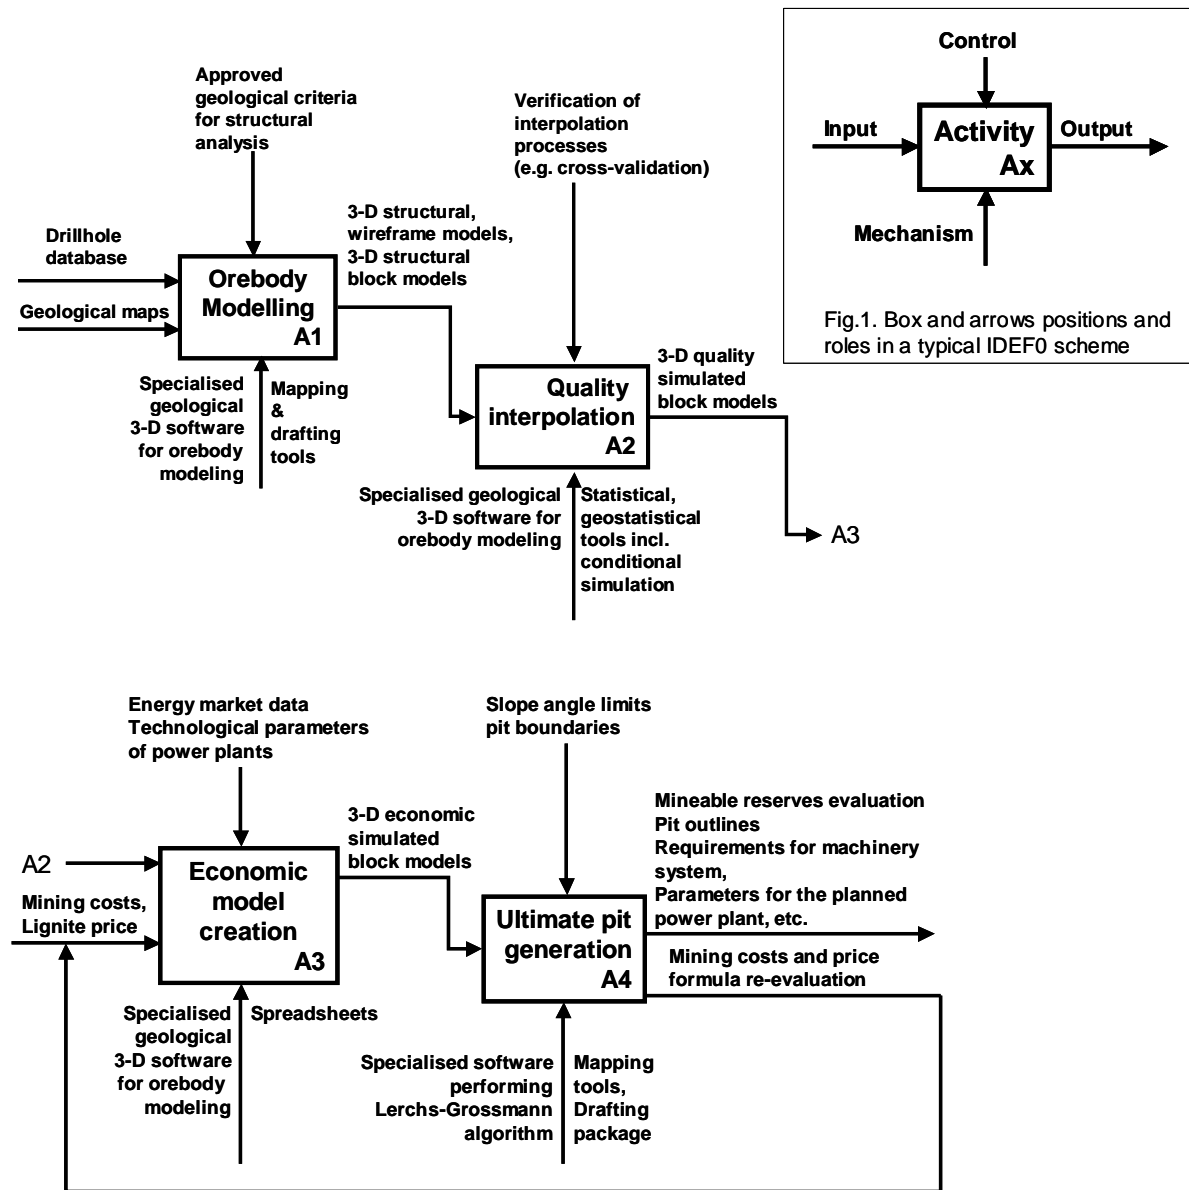 Approved
geological criteria
for structural
analysis
Verification of
interpolation
processes
(e.g. cross-validation)
Control
Input
Activity
Ax
Output
Mechanism
Fig.1. Box and arrows positions and
roles in a typical IDEF0 scheme
Drillhole
database
Geological maps
Orebody
Modelling
A1
3-D structural,
wireframe models,
3-D structural
block models
Specialised
geological
3-D software
for orebody
modeling
Mapping
&
drafting
tools
Quality
interpolation
A2
3-D quality
simulated
block models
Specialised geological
3-D software for
orebody modeling
Statistical,
geostatistical
tools incl.
conditional
simulation
A3
Energy market data
Technological parameters
of power plants
Slope angle limits
pit boundaries
A2
Mining costs,
Lignite price
Economic
model
creation
A3
3-D economic
simulated
block models
Ultimate pit
generation
A4
Mineable reserves evaluation
Pit outlines
Requirements for machinery
system,
Parameters for the planned
power plant, etc.
Mining costs and price
formula re-evaluation
Specialised
geological
3-D software
for orebody
modeling
Spreadsheets
Specialised software
performing
Lerchs-Grossmann
algorithm
Mapping
tools,
Drafting
package